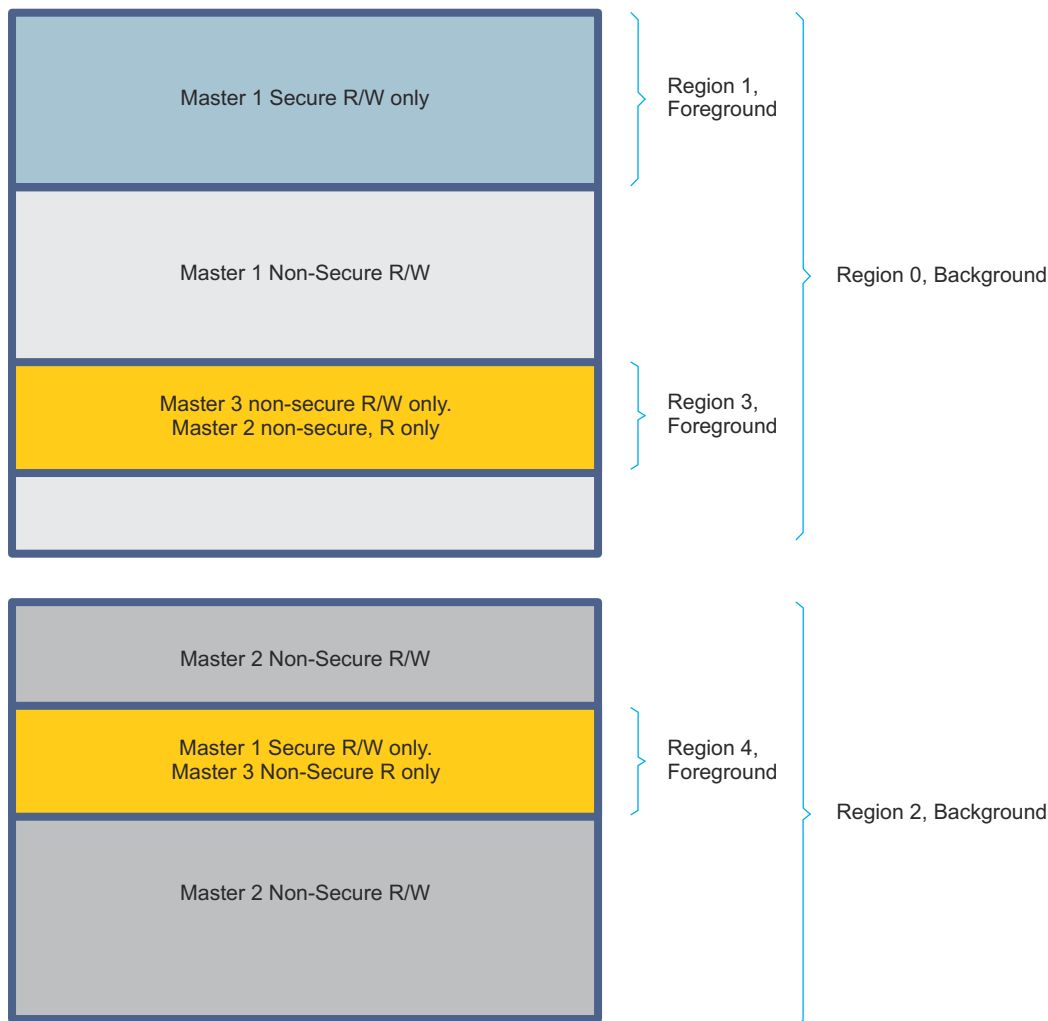 Master 1 Secure R/W only
Region 1,
Foreground
Master 1 Non-Secure R/W
Region 0, Background
Master 3 non-secure R/W only.
Master 2 non-secure, R only
Region 3,
Foreground
Master 2 Non-Secure R/W
Master 1 Secure R/W only.
Master 3 Non-Secure R only
Region 4,
Foreground
Region 2, Background
Master 2 Non-Secure R/W